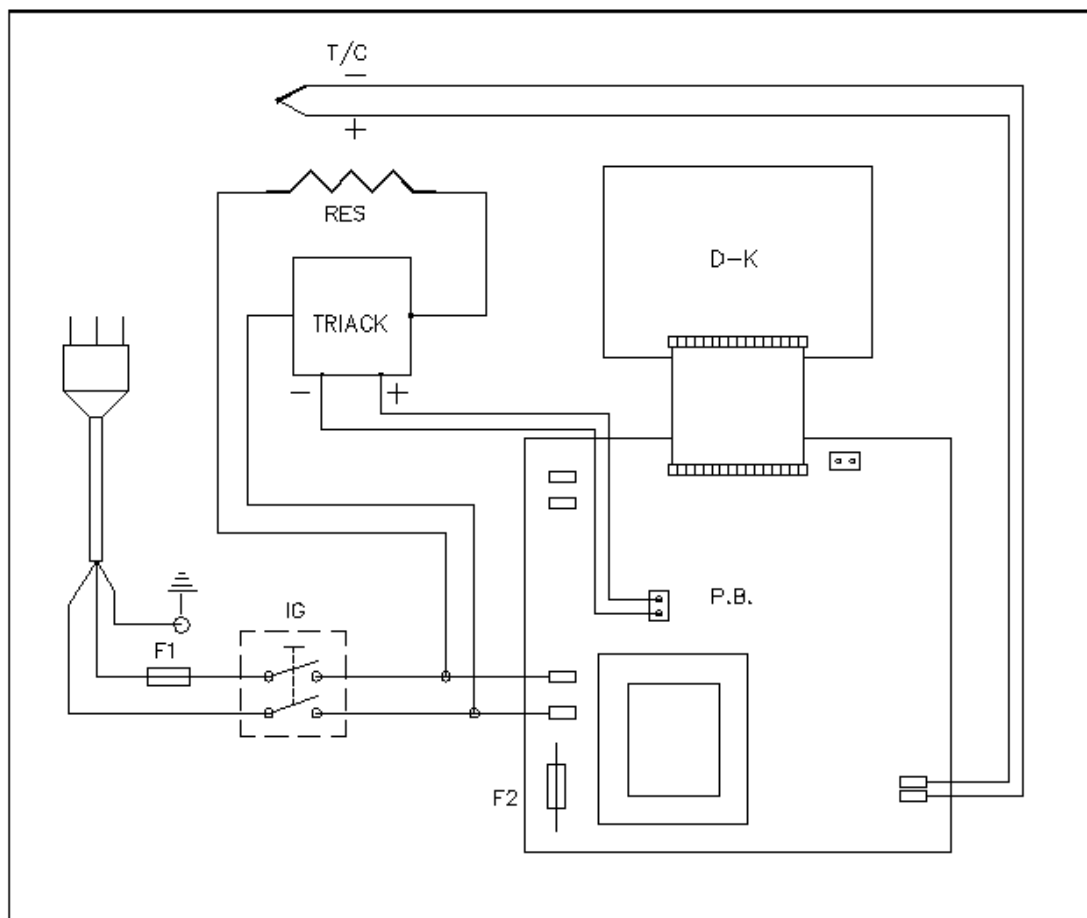 T/C
−
+
RES
D-K
TRIACK
− +
P.B.
IG
F1
F2